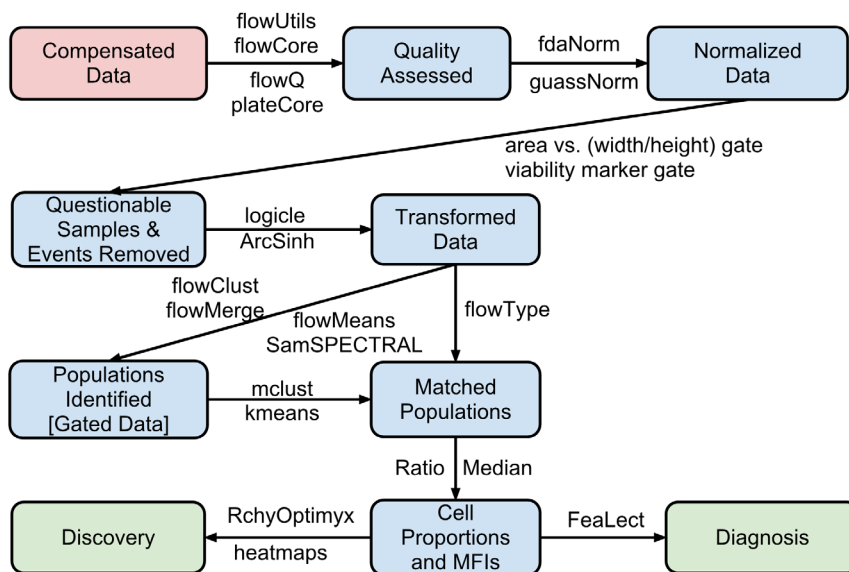 Compensated
Data
flowUtils
flowCore
flowQ
plateCore
Quality
Assessed
fdaNorm
guassNorm
Normalized
Data
area vs. (width/height) gate
viability marker gate
Questionable
Samples &
Events Removed
logicle
ArcSinh
Transformed
Data
flowClust
flowMerge
flowMeans
SamSPECTRAL
flowType
Populations
Identified
[Gated Data]
mclust
kmeans
Matched
Populations
Ratio
Median
Discovery
RchyOptimyx
heatmaps
Cell
Proportions
and MFIs
FeaLect
Diagnosis